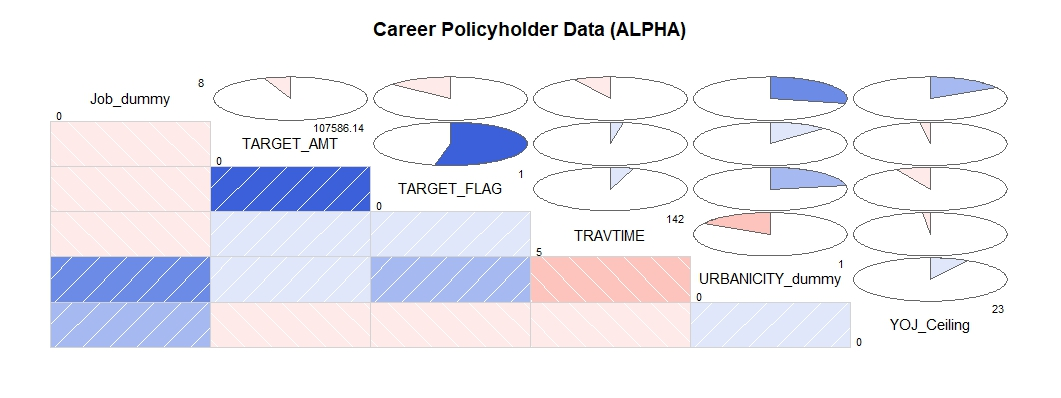 Career Policyholder Data (ALPHA)
8
Job_dummy
0
107586.14
TARGET_AMT
0
1
TARGET_FLAG
0
142
TRAVTIME
5
1
URBANICITY_dummy
0
23
YOJ_Ceiling
0